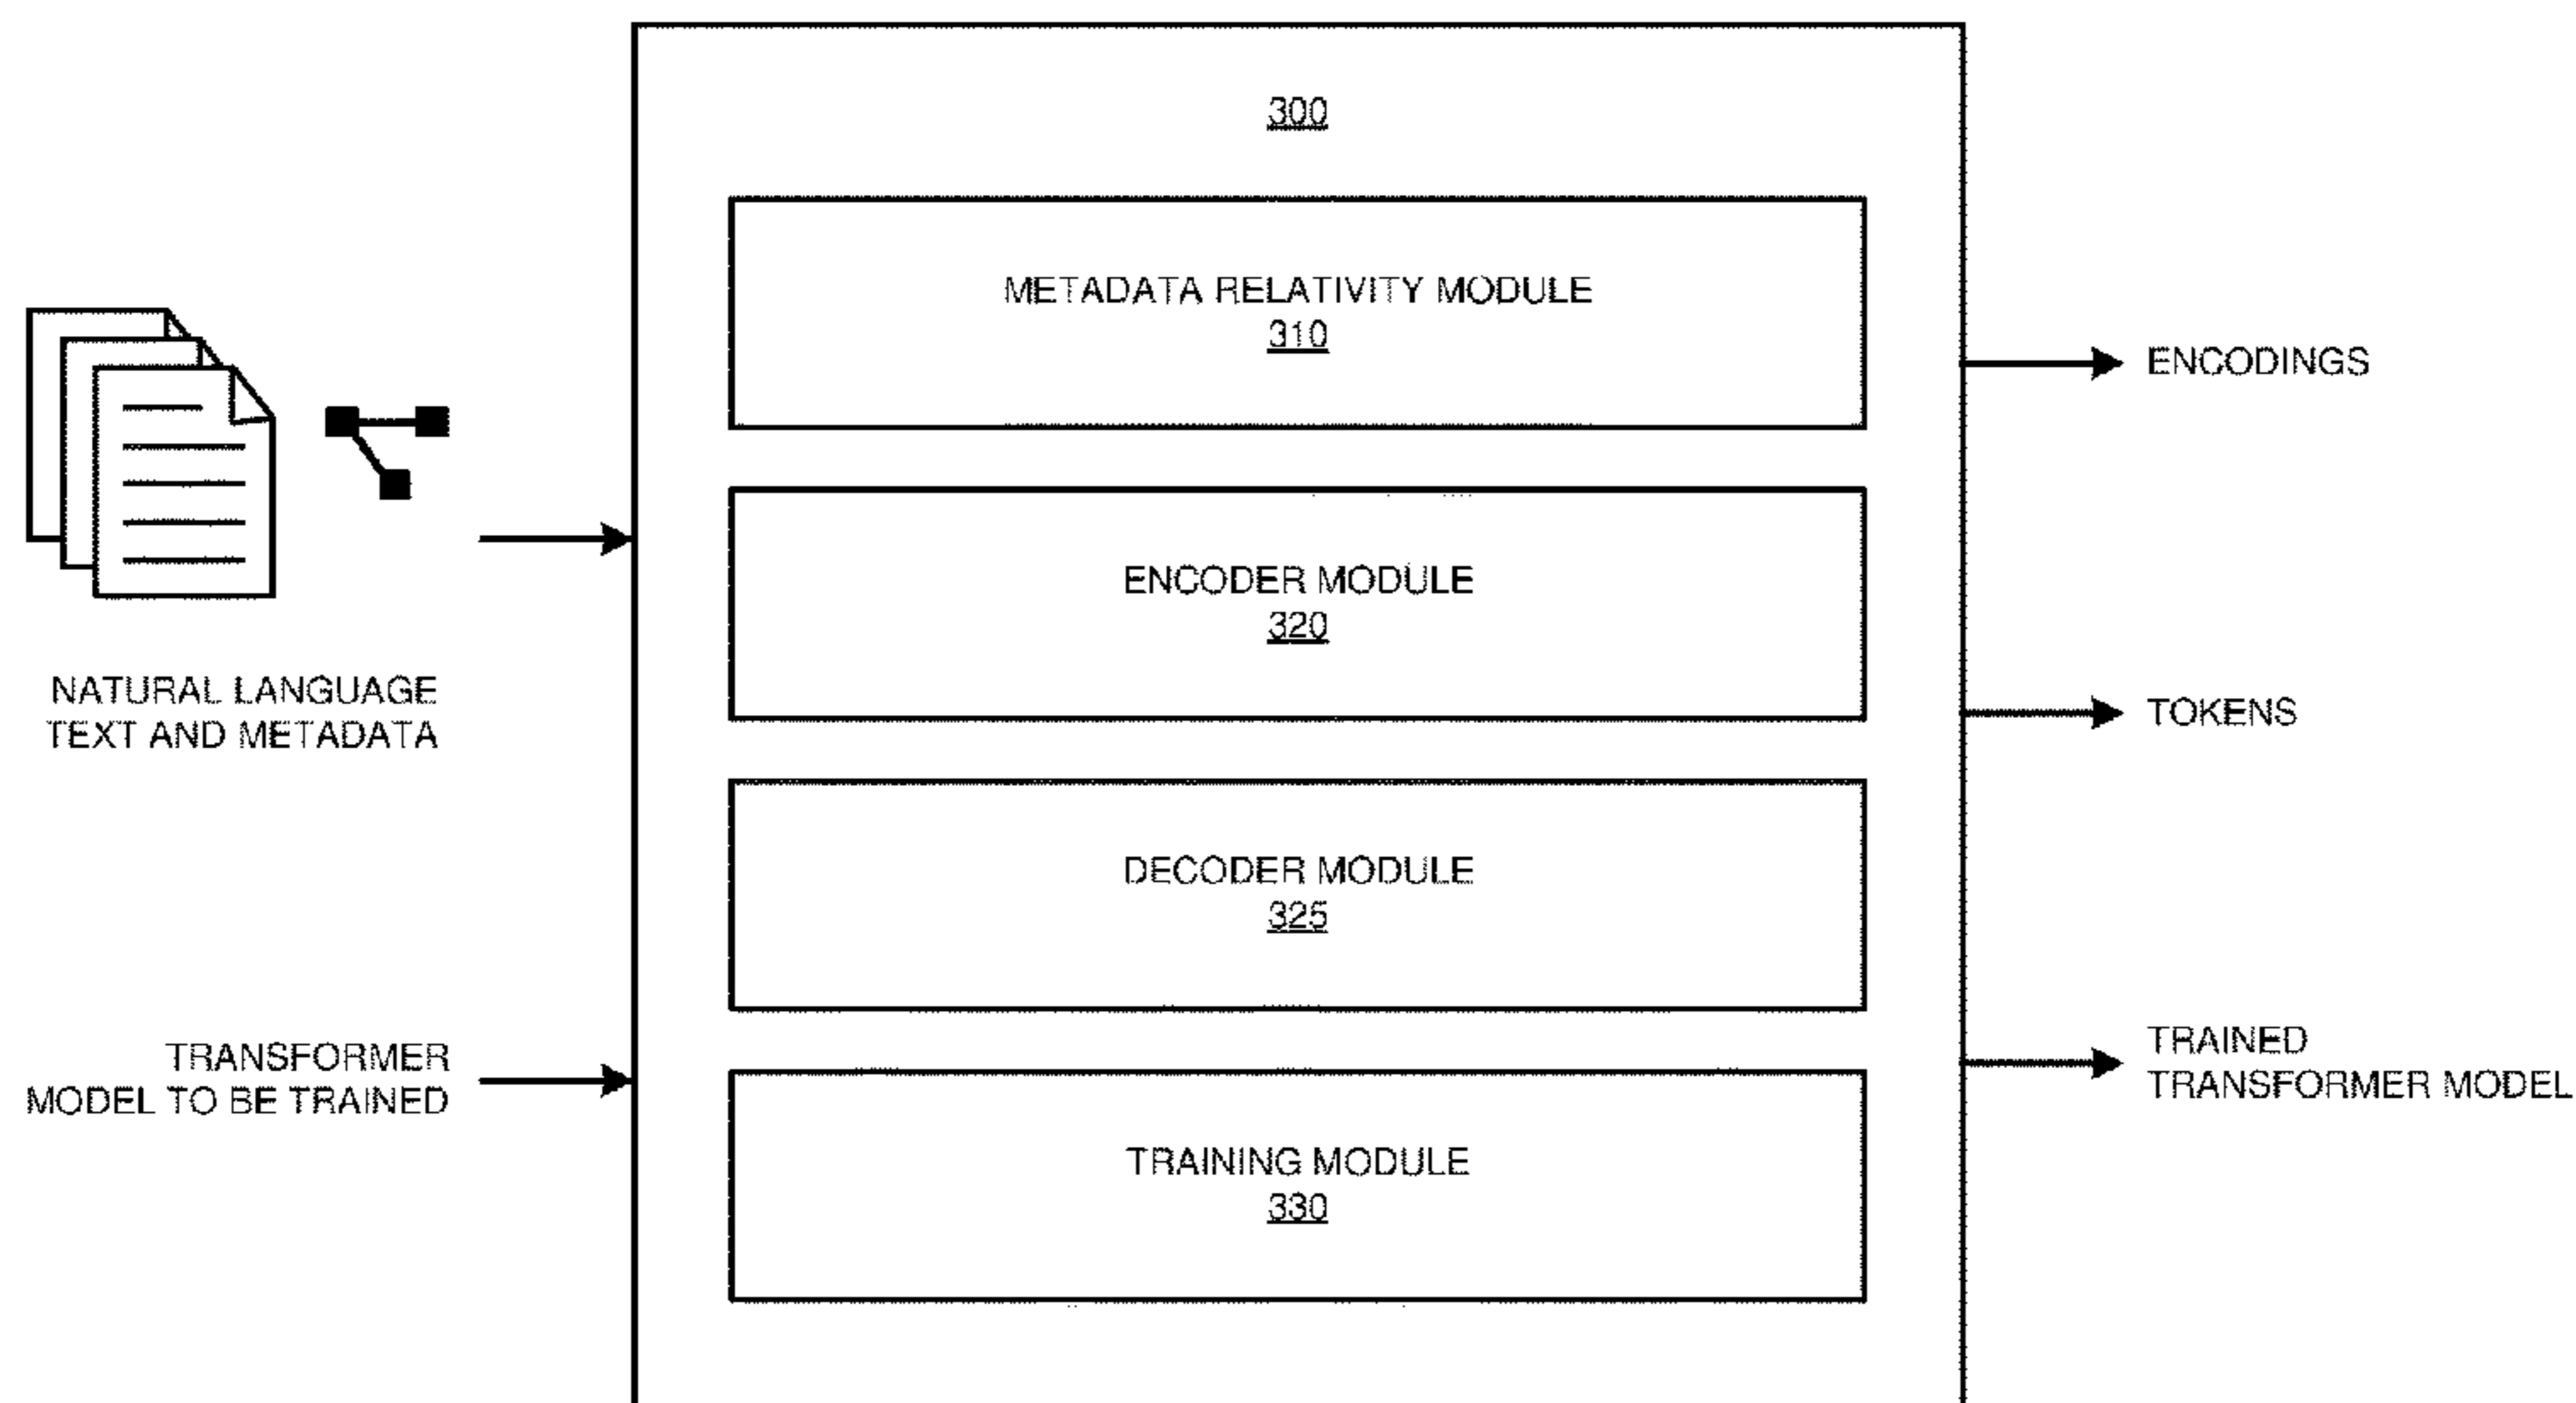 300
METADATA RELATIVITY MODULE
310
ENCODINGS
ENCODER MODULE
320
NATURAL LANGUAGE
TEXT AND METADATA
TOKENS
DECODER MODULE
325
TRANSFORMER
MODEL TO BE TRAINED
TRAINED
TRANSFORMER MODEL
TRAINING MODULE
330